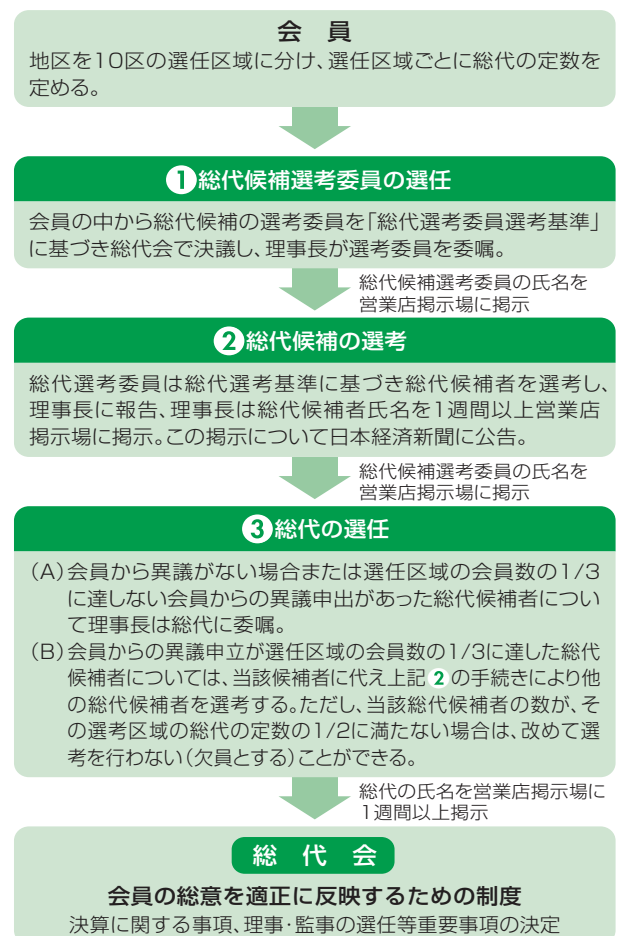 会　員
地区を10区の選任区域に分け、選任区域ごとに総代の定数を
定める。
❶総代候補選考委員の選任
会員の中から総代候補の選考委員を「総代選考委員選考基準」
に基づき総代会で決議し、理事長が選考委員を委嘱。
総代候補選考委員の氏名を
営業店掲示場に掲示
❷総代候補の選考
総代選考委員は総代選考基準に基づき総代候補者を選考し、
理事長に報告、理事長は総代候補者氏名を1週間以上営業店
掲示場に掲示。この掲示について日本経済新聞に公告。
総代候補選考委員の氏名を
営業店掲示場に掲示
❸総代の選任
(A)会員から異議がない場合または選任区域の会員数の1/3
に達しない会員からの異議申出があった総代候補者につい
て理事長は総代に委嘱。
(B)会員からの異議申立が選任区域の会員数の1/3に達した総代
候補者については、当該候補者に代え上記❷の手続きにより他
の総代候補者を選考する。ただし、当該総代候補者の数が、そ
の選考区域の総代の定数の1/2に満たない場合は、改めて選
考を行わない(欠員とする)ことができる。
総代の氏名を営業店掲示場に
1週間以上掲示
総　代　会
会員の総意を適正に反映するための制度
決算に関する事項、理事・監事の選任等重要事項の決定